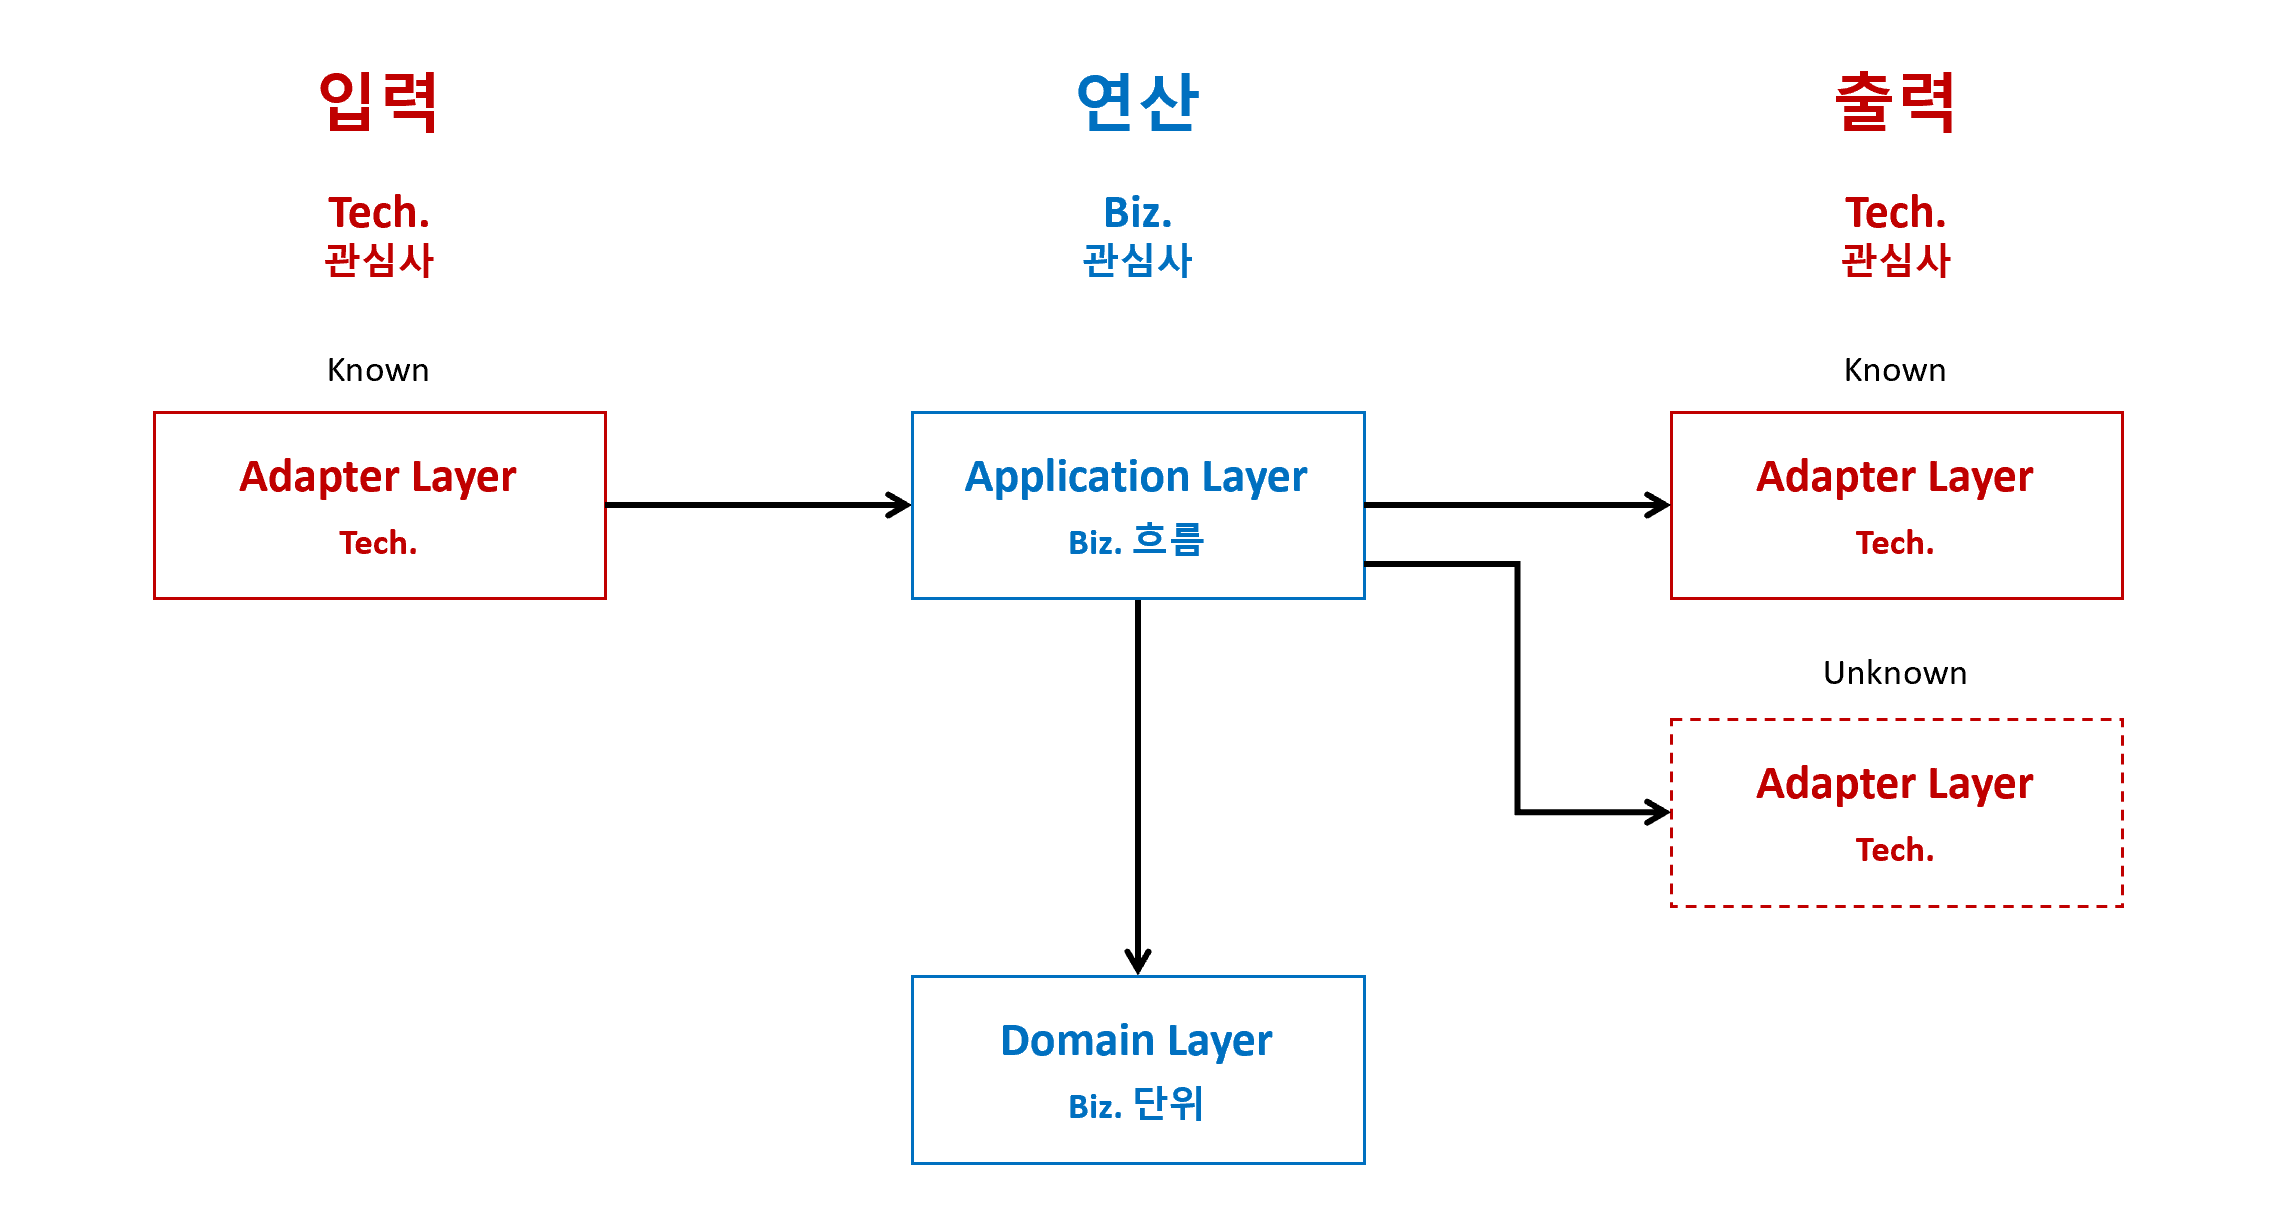 입력
연산
출력
Tech.
관심사
Biz.
관심사
Tech.
관심사
Known
Known
Adapter Layer
Tech.
Application Layer
Biz. 흐름
Adapter Layer
Tech.
Unknown
Adapter Layer
Tech.
Domain Layer
Biz. 단위